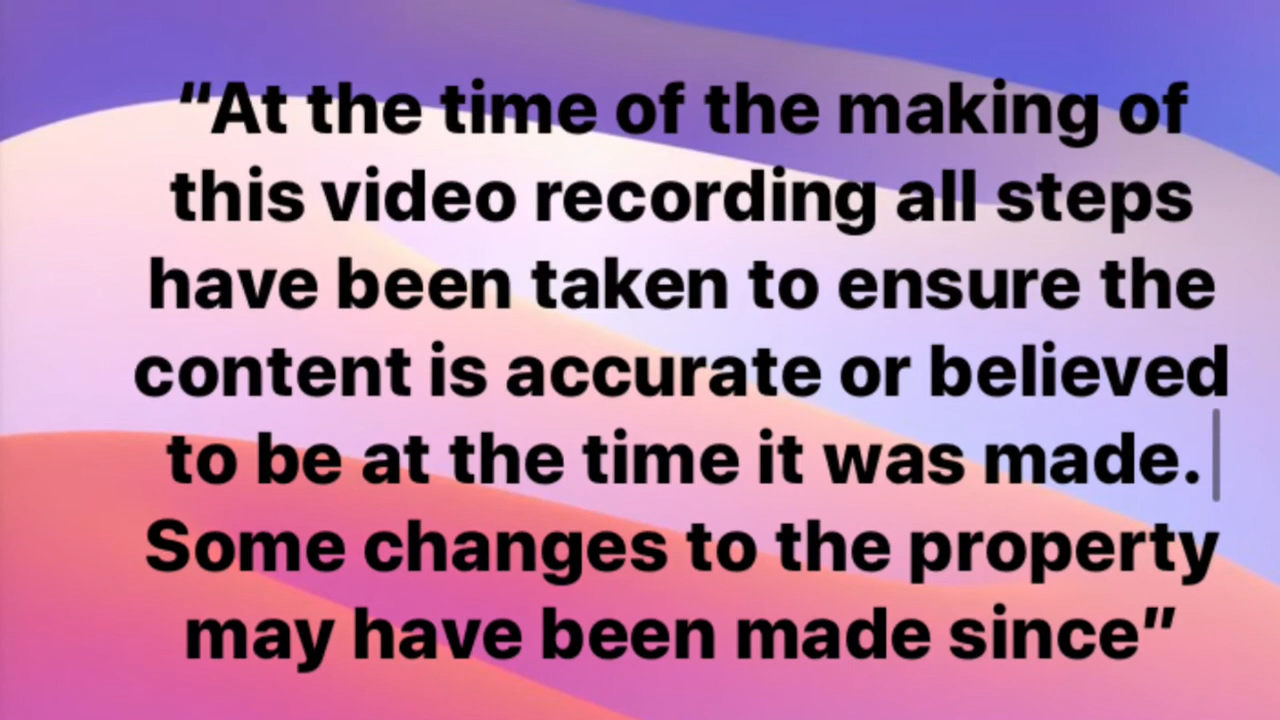 “At the time of the making of
this video recording all steps
have been taken to ensure the
content is accurate or believed
to be at the time it was made.
Some changes to the property
may have been made since”